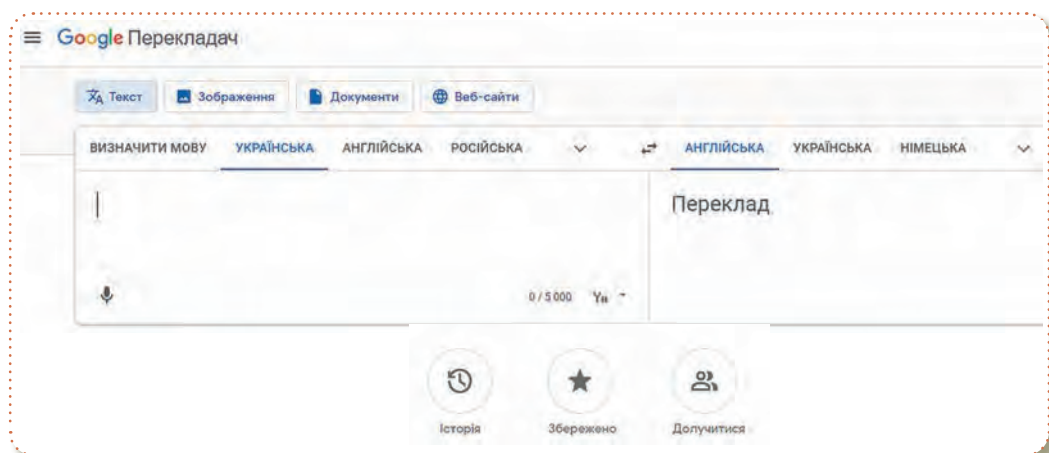 Google Перекладач
Текст Зображення Документи Веб-сайти
ВИЗНАЧИТИ МОВУ УКРАЇНСЬКА АНГЛІЙСЬКА РОСІЙСЬКА АНГЛІЙСЬКА УКРАЇНСЬКА НІМЕЦЬКА
Переклад
0 / 5 000 Уи
Історія Збережено Долучитися